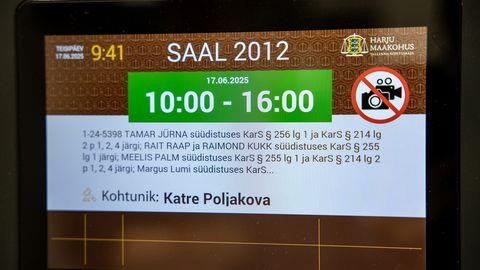 TEISIPÄEV
17.06.2025
9:41
SAAL 2012
HARJU
MAAKOHUS
TALLINNA KOHTUMAJA
17.06.2025
10:00 - 16:00
1-24-5398 TAMAR JÜRNA süüdistuses KarS § 256 lg 1 ja KarS § 214 lg
2 p 1, 2, 4 järgi; RAIT RAAP ja RAIMOND KUKK süüdistuses KarS § 255
lg 1 järgi; MEELIS PALM süüdistuses KarS § 255 lg 1 ja KarS § 214 lg 2
p 1, 2, 4 järgi; Margus Lumi süüdistuses KarS...
Kohtunik: Katre Poljakova